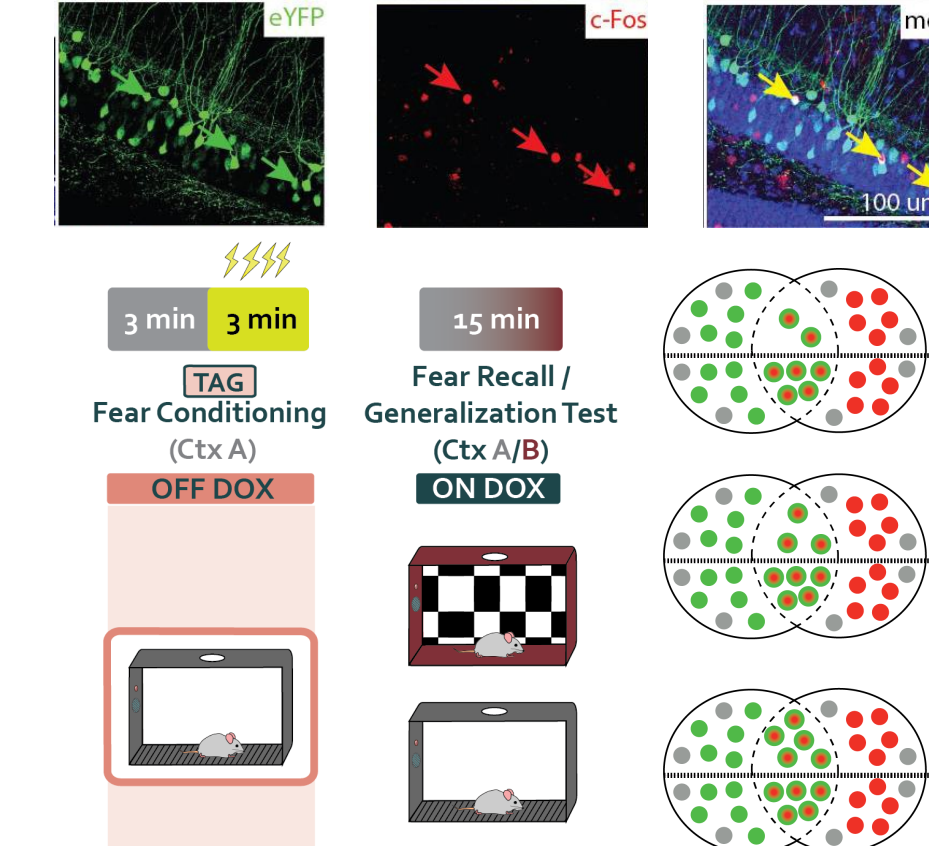 eYFP
c-Fos
100
3 min
3 min
15 min
TAG
Fear Conditioning
(Ctx A)
OFF DOX
Fear Recall /
Generalization Test
(Ctx A/B)
ON DOX